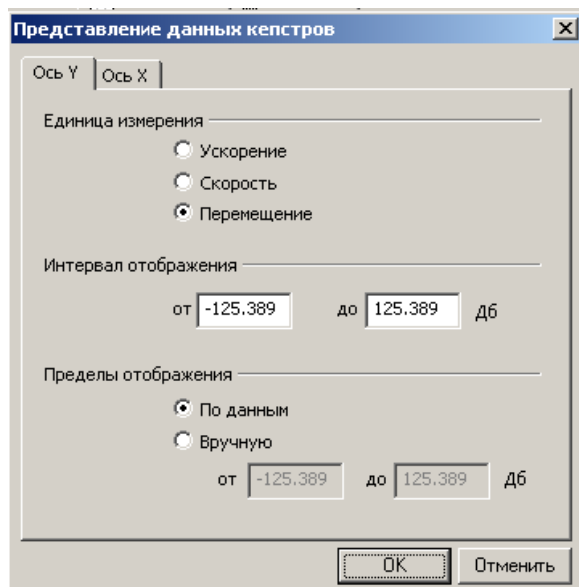 Представление данных кепстров
Ось Y Ось X
Единица измерения
Ускорение
Скорость
Перемещение
Интервал отображения
от -125.389 до 125.389 Дб
Пределы отображения
По данным
Вручную
от -125.389 до 125.389 Дб
OK Отменить